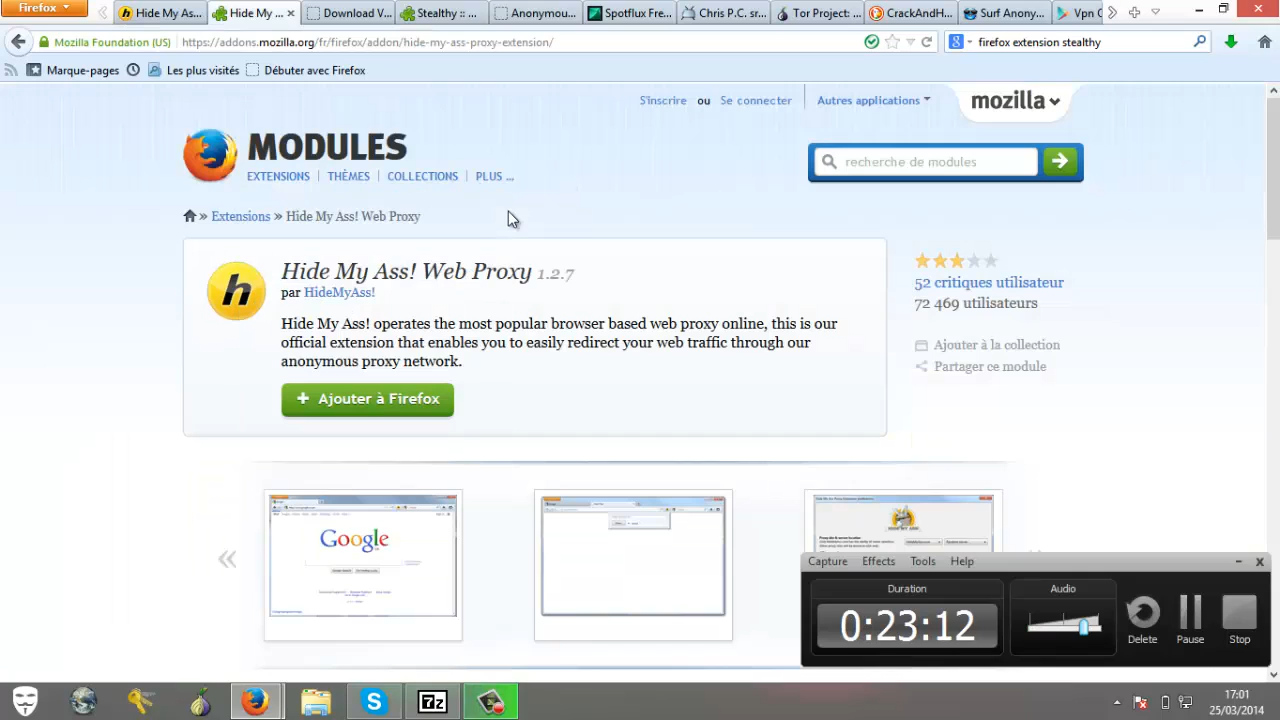 Firefox
Hide My As...
Hide My ...
Download V...
Stealthy :: ...
Anonymou...
Spotflux Fre...
Chris P.C. sr...
Tor Project: ...
CrackAndH...
Surf Anony...
Vpn
Mozilla Foundation (US)
https://addons.mozilla.org/fr/firefox/addon/hide-my-ass-proxy-extension/
firefox extension stealthy
Marque-pages
Les plus visités
Débuter avec Firefox
S'inscrire ou Se connecter
Autres applications
mozilla
MODULES
EXTENSIONS | THÈMES | COLLECTIONS | PLUS ...
recherche de modules
» Extensions » Hide My Ass! Web Proxy
h
Hide My Ass! Web Proxy 1.2.7
par HideMyAss!
Hide My Ass! operates the most popular browser based web proxy online, this is our
official extension that enables you to easily redirect your web traffic through our
anonymous proxy network.
+ Ajouter à Firefox
52 critiques utilisateur
72 469 utilisateurs
Ajouter à la collection
Partager ce module
«
Google
Capture Effects Tools Help
Duration
Audio
0:23:12
Delete Pause Stop
7z
17:01
25/03/2014